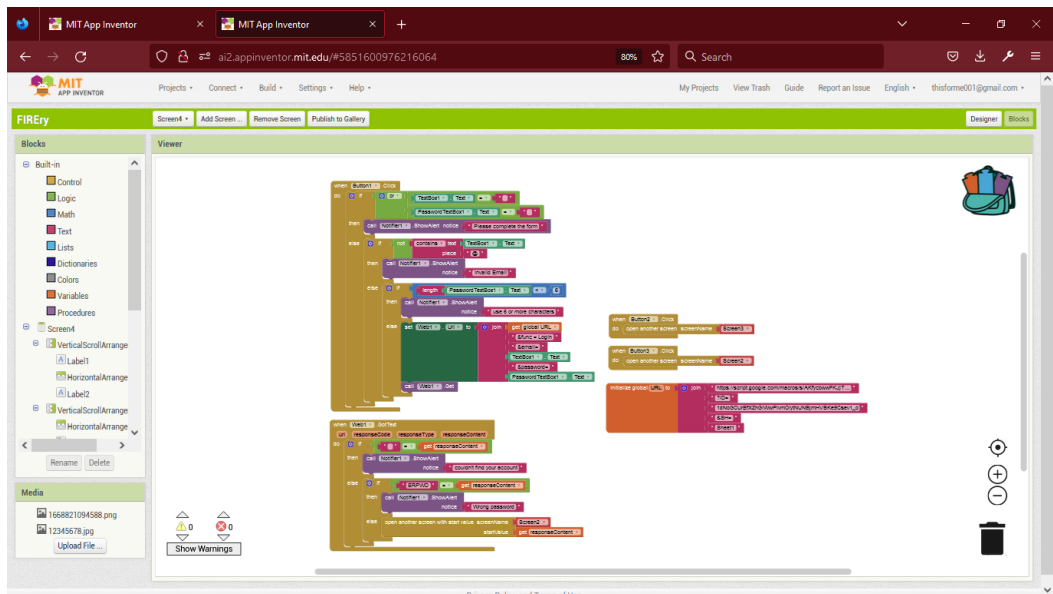 MIT App Inventor
MIT App Inventor
ai2.appinventor.mit.edu/#5851600976216064
80%
Search
MIT
APP INVENTOR
Projects
Connect
Build
Settings
Help
My Projects
View Trash
Guide
Report an Issue
English
thisforme001@gmail.com
FIREry
Screen4
Add Screen ...
Remove Screen
Publish to Gallery
Designer
Blocks
Blocks
Viewer
Built-in
Control
Logic
Math
Text
Lists
Dictionaries
Colors
Variables
Procedures
Screen4
VerticalScrollArrange
Label1
HorizontalArrange
Label2
VerticalScrollArrange
HorizontalArrange
Rename
Delete
Media
1668821094588.png
12345678.jpg
Upload File ...
when Button1 .Click
do if or TextBox1 . Text = " "
PasswordTextBox1 . Text = " "
then call Notifier1 .ShowAlert notice " Please complete the form "
else if not contains text TextBox1 . Text
piece " @ "
then call Notifier1 .ShowAlert
notice " Invalid Email "
else if length PasswordTextBox1 . Text 6
then call Notifier1 .ShowAlert
notice " use 6 or more characters "
else set Web1 . Url to join get global URL
" &func = Login "
" &email= "
TextBox1 . Text
" &password= "
PasswordTextBox1 . Text
call Web1 .Get
when Web1 .GotText
url responseCode responseType responseContent
do if " " = get responseContent
then call Notifier1 .ShowAlert
notice " couldn't find your account "
else if " ERPWD " = get responseContent
then call Notifier1 .ShowAlert
notice " Wrong password "
else open another screen with start value screenName Screen2
startValue get responseContent
when Button2 .Click
do open another screen screenName Screen3
when Button3 .Click
do open another screen screenName Screen2
initialize global URL to join
" ?ID= "
" &SH= "
" Sheet1 "
0
0
Show Warnings